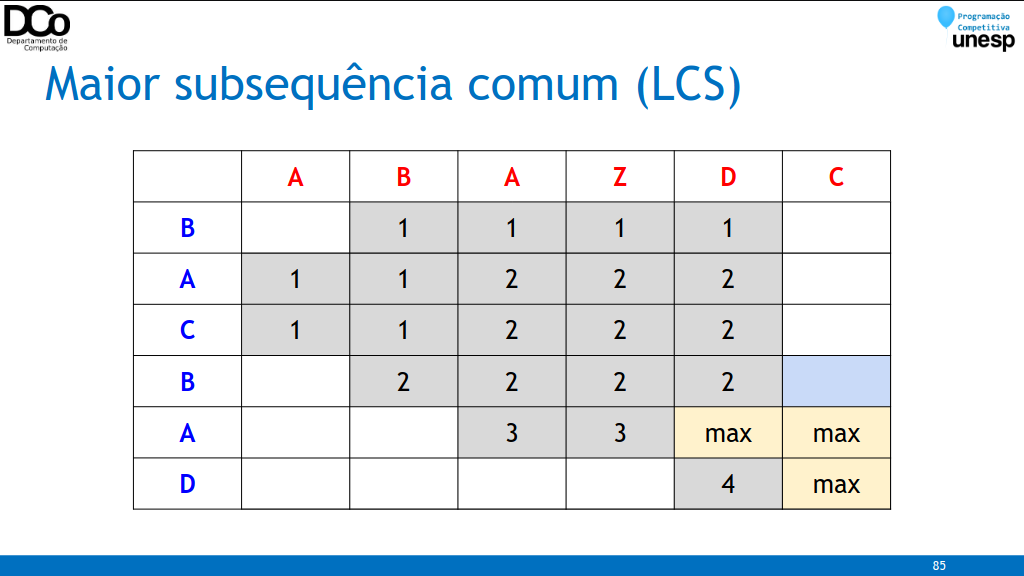 DCo
Departamento de
Computação
Programação
Competitiva
unesp
Maior subsequência comum (LCS)
A B A Z D C
B 1 1 1 1
A 1 1 2 2 2
C 1 1 2 2 2
B 2 2 2 2
A 3 3 max max
D 4 max
85